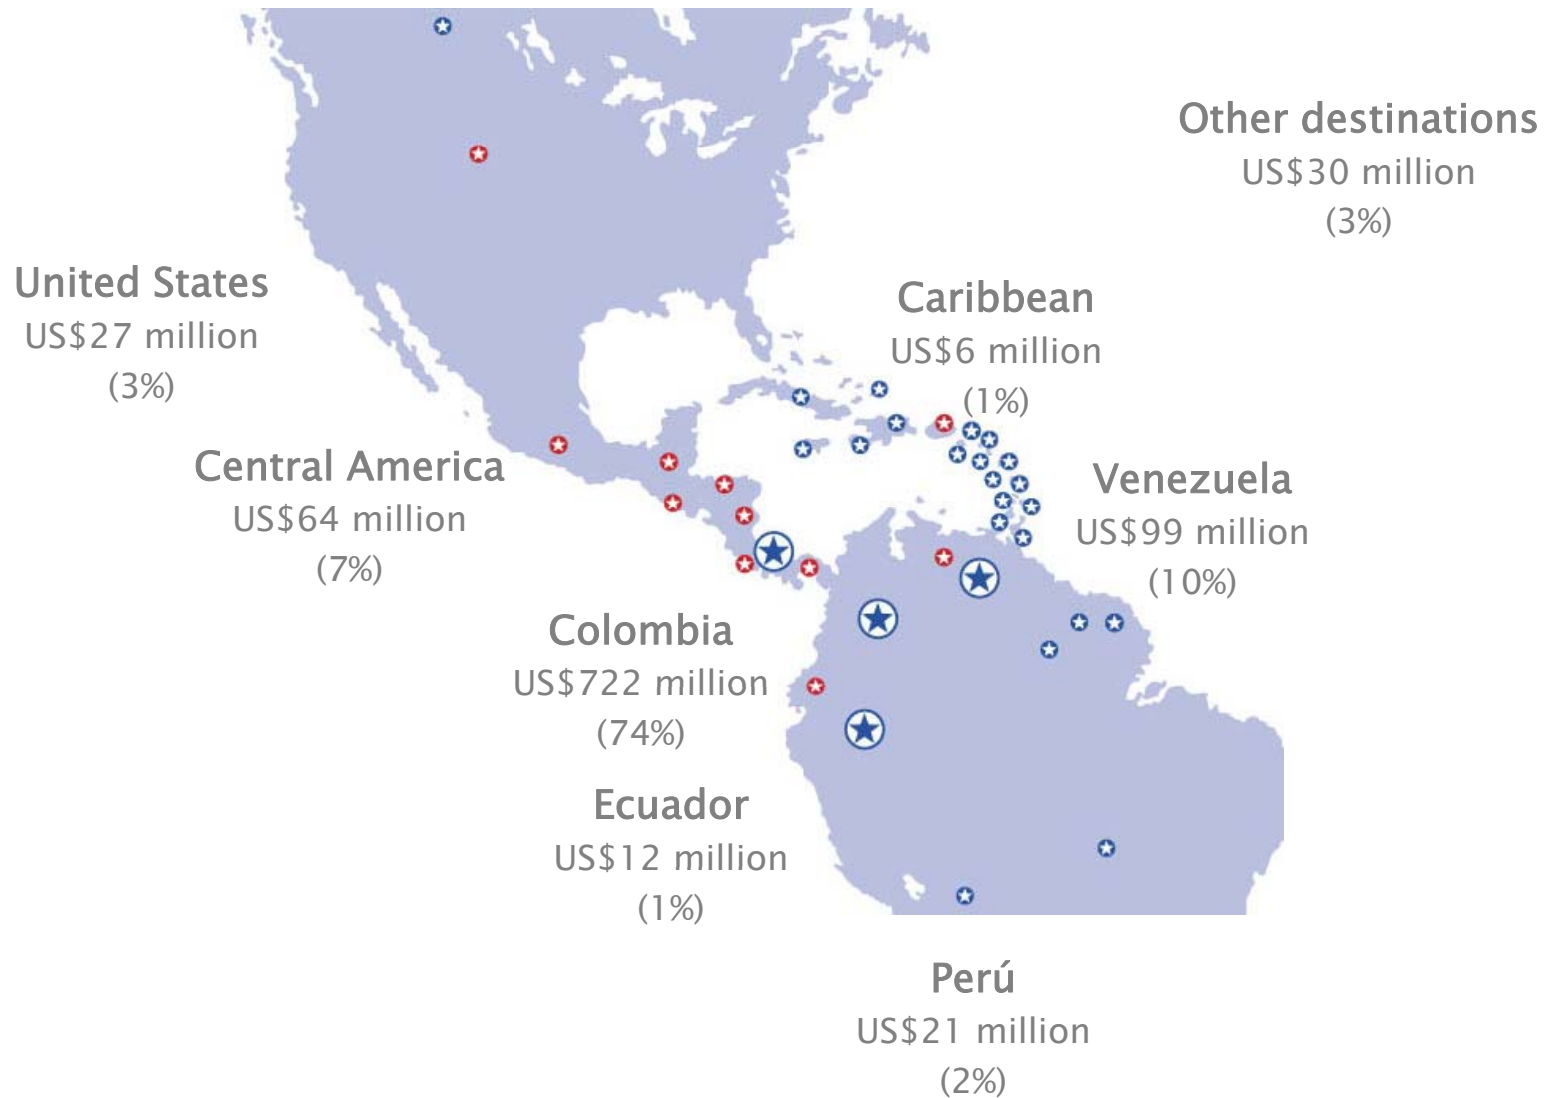 Other destinations
US$30 million
(3%)
United States
US$27 million
(3%)
Caribbean
US$6 million
(1%)
Central America
US$64 million
(7%)
Venezuela
US$99 million
(10%)
Colombia
US$722 million
(74%)
Ecuador
US$12 million
(1%)
Perú
US$21 million
(2%)